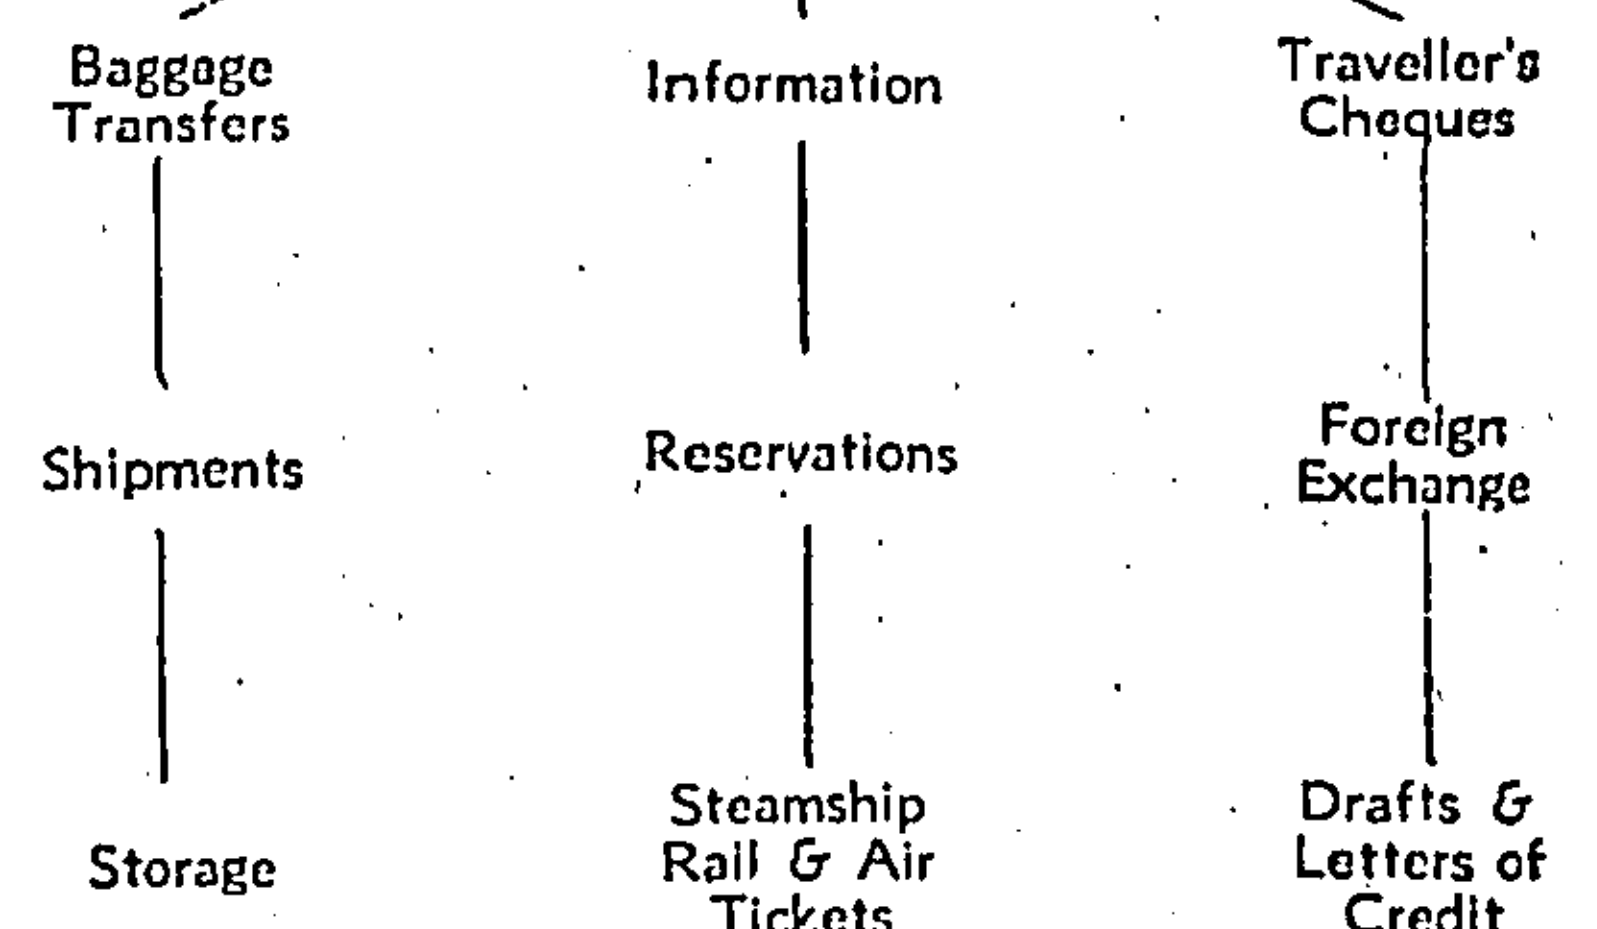 Baggage
Transfers
Information
Traveller's
Cheques
Shipments
Reservations
Foreign
Exchange
Storage
Steamship
Rail & Air
Tickets
Drafts &
Letters of
Credit